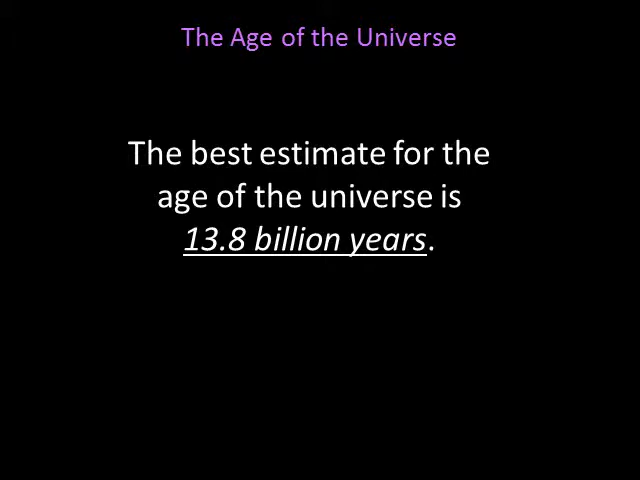 The Age of the Universe
The best estimate for the
age of the universe is
13.8 billion years.